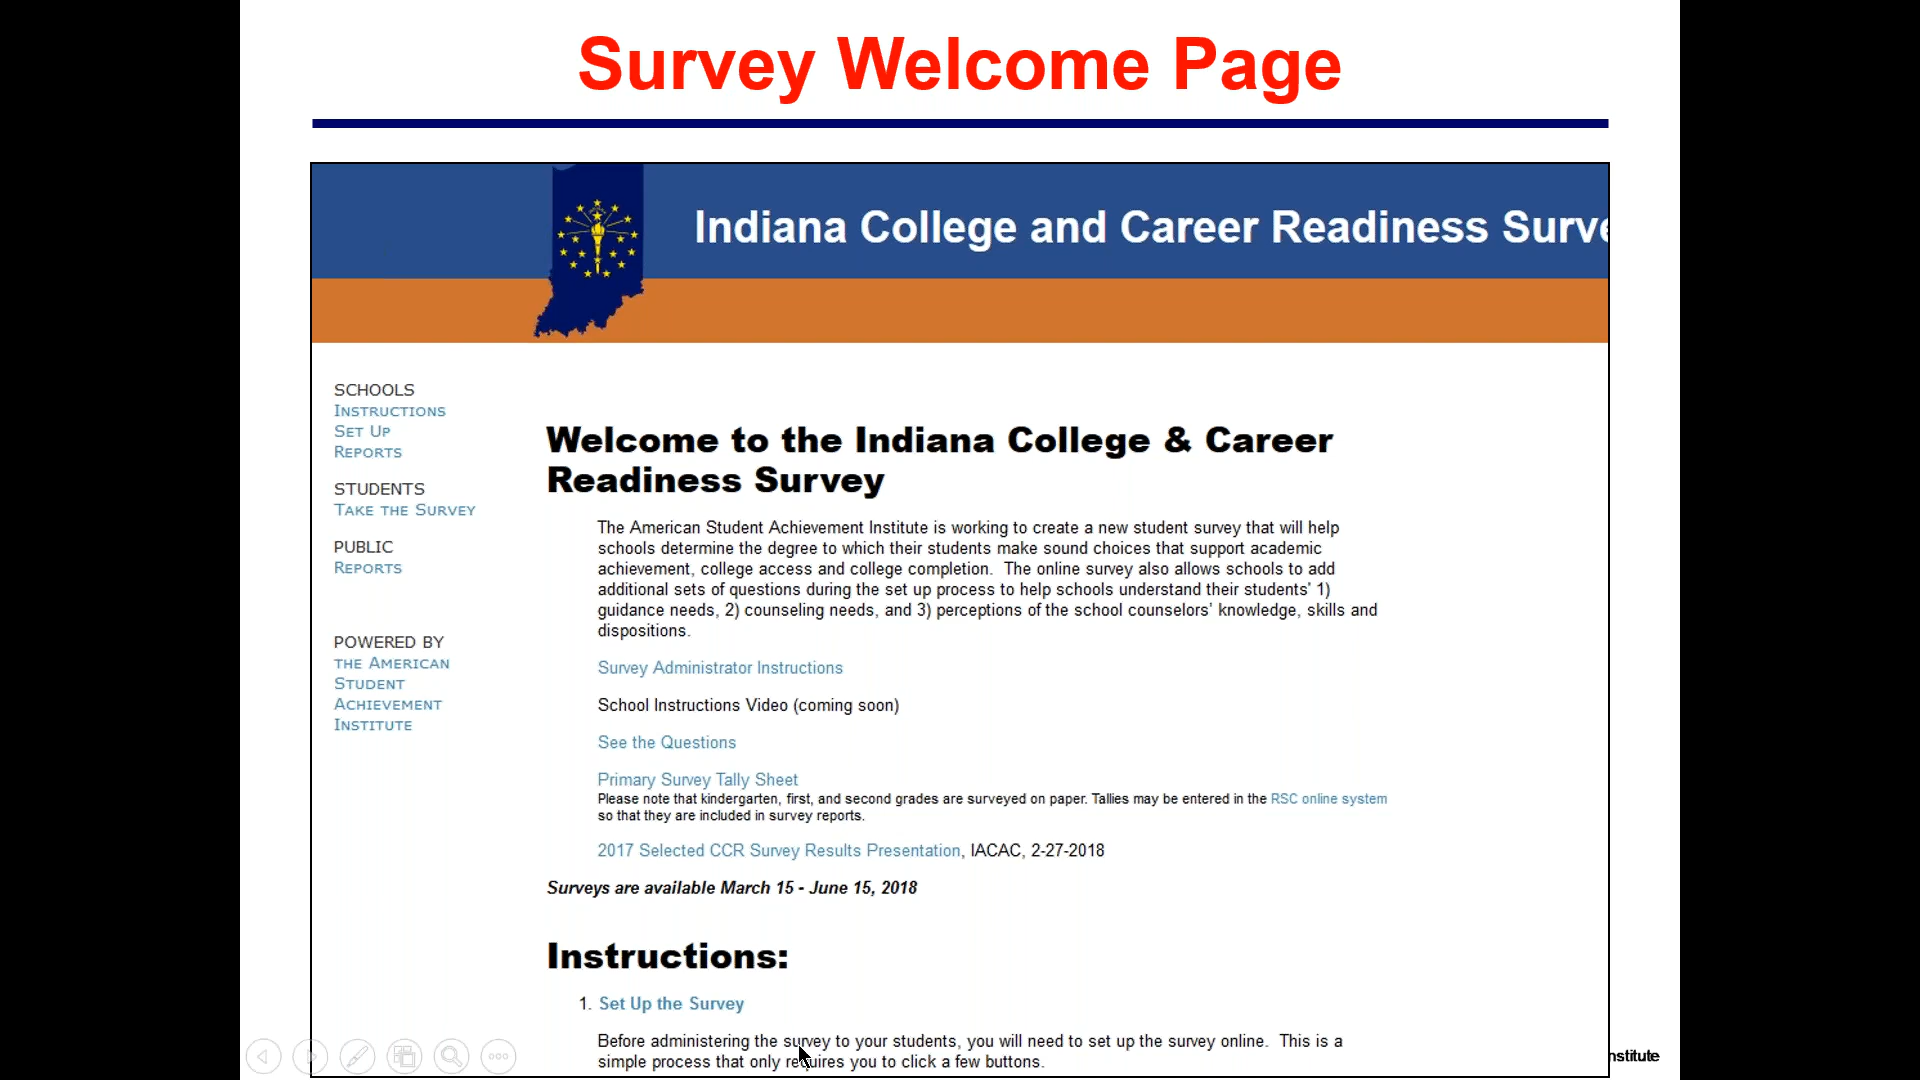 Survey Welcome Page
Indiana College and Career Readiness Surve
SCHOOLS
INSTRUCTIONS
SET UP
REPORTS
STUDENTS
TAKE THE SURVEY
PUBLIC
REPORTS
POWERED BY
THE AMERICAN
STUDENT
ACHIEVEMENT
INSTITUTE
Welcome to the Indiana College & Career
Readiness Survey
The American Student Achievement Institute is working to create a new student survey that will help
schools determine the degree to which their students make sound choices that support academic
achievement, college access and college completion.  The online survey also allows schools to add
additional sets of questions during the set up process to help schools understand their students' 1)
guidance needs, 2) counseling needs, and 3) perceptions of the school counselors' knowledge, skills and
dispositions.
Survey Administrator Instructions
School Instructions Video (coming soon)
See the Questions
Primary Survey Tally Sheet
Please note that kindergarten, first, and second grades are surveyed on paper. Tallies may be entered in the RSC online system
so that they are included in survey reports.
2017 Selected CCR Survey Results Presentation, IACAC, 2-27-2018
Surveys are available March 15 - June 15, 2018
Instructions:
1. Set Up the Survey
Before administering the survey to your students, you will need to set up the survey online.  This is a
simple process that only requires you to click a few buttons.
nstitute